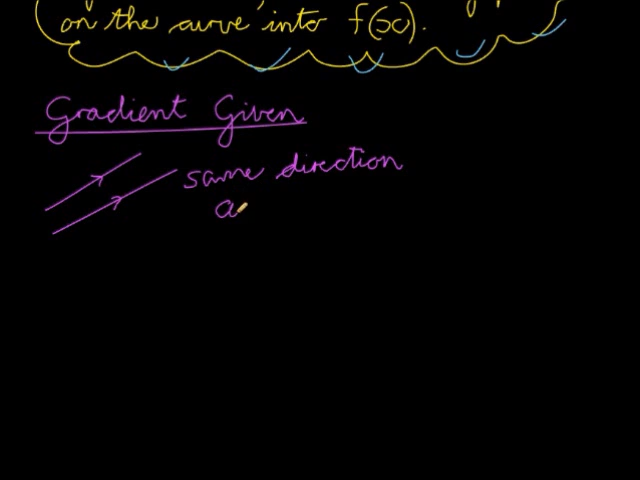 on the curve into f(x).
Gradient Given
same direction
a